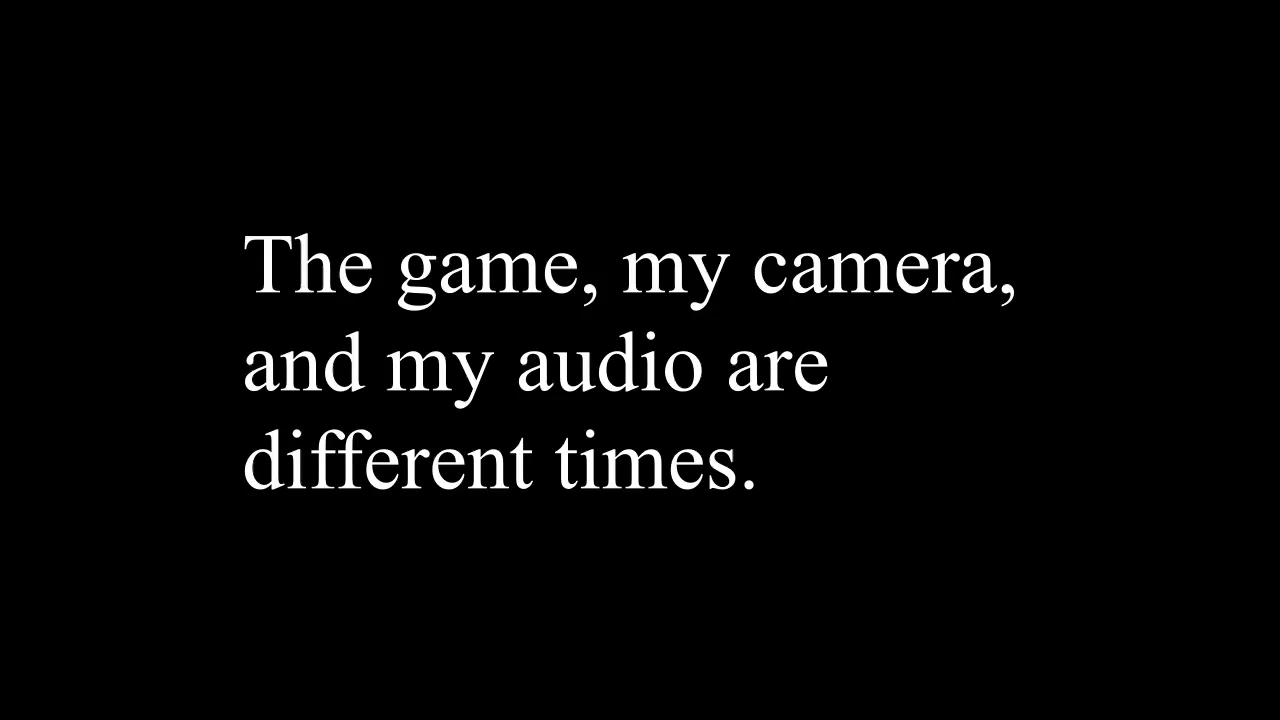 The game, my camera,
and my audio are
different times.